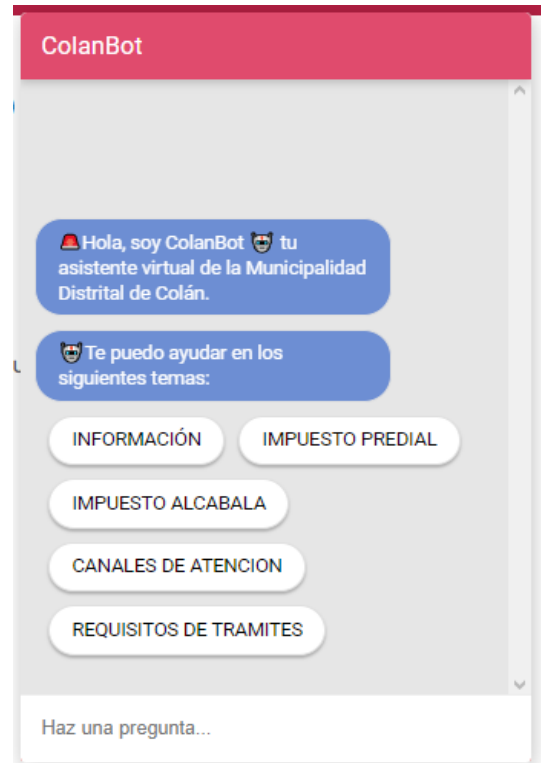 ColanBot
🚨Hola, soy ColanBot 🤖 tu
asistente virtual de la Municipalidad
Distrital de Colán.
🤖Te puedo ayudar en los
siguientes temas:
INFORMACIÓN
IMPUESTO PREDIAL
IMPUESTO ALCABALA
CANALES DE ATENCION
REQUISITOS DE TRAMITES
Haz una pregunta...